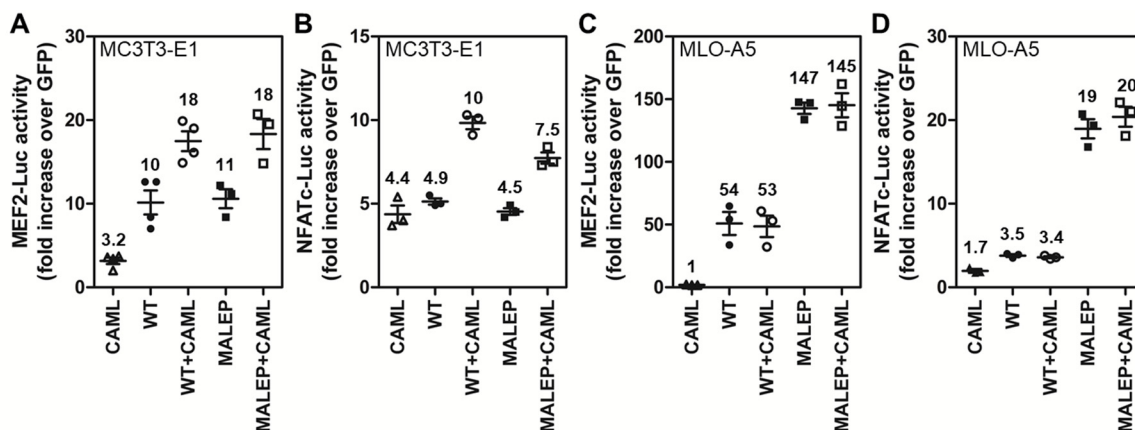 A
MC3T3-E1
MEF2-Luc activity
(fold increase over GFP)
30
20
10
0
3.2
10
18
11
18
CAML
WT
WT+CAML
MALEP
MALEP+CAML
B
MC3T3-E1
NFATc-Luc activity
(fold increase over GFP)
15
10
5
0
4.4
4.9
10
4.5
7.5
CAML
WT
WT+CAML
MALEP
MALEP+CAML
C
MLO-A5
MEF2-Luc activity
(fold increase over GFP)
200
150
100
50
0
1
54
53
147
145
CAML
WT
WT+CAML
MALEP
MALEP+CAML
D
MLO-A5
NFATc-Luc activity
(fold increase over GFP)
30
20
10
0
1.7
3.5
3.4
19
20
CAML
WT
WT+CAML
MALEP
MALEP+CAML